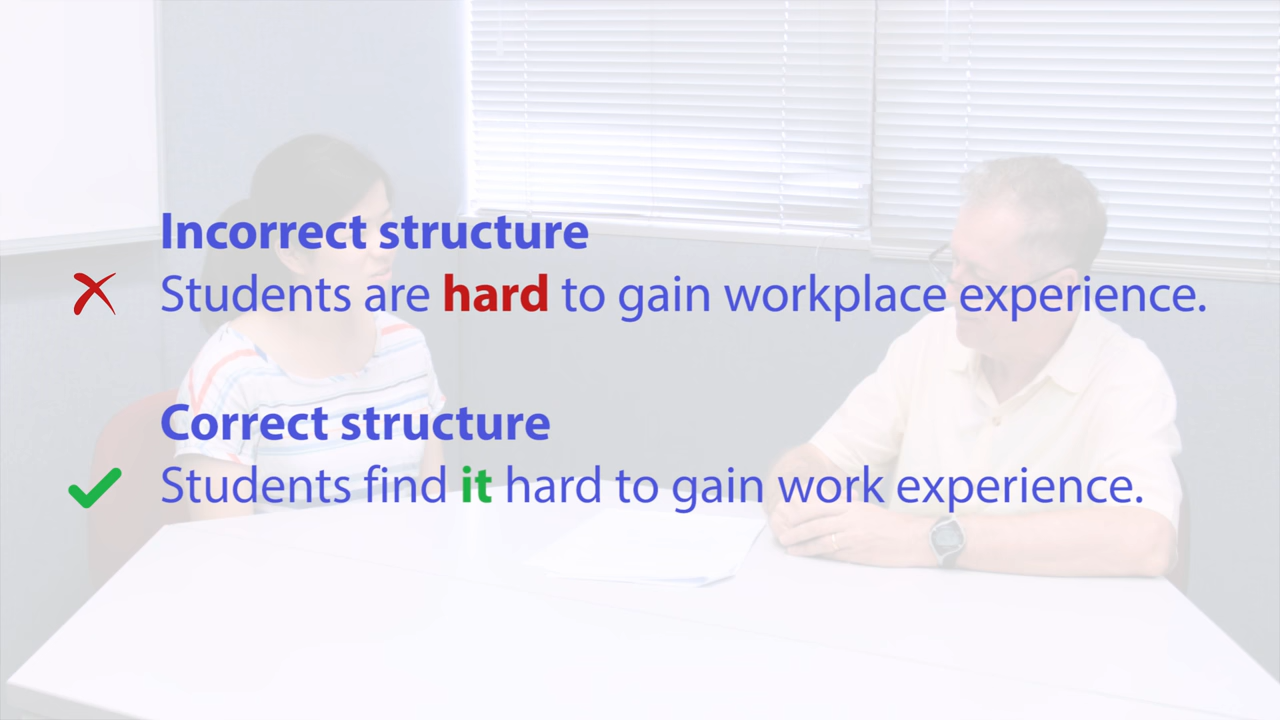 Incorrect structure
Students are hard to gain workplace experience.
Correct structure
Students find it hard to gain work experience.